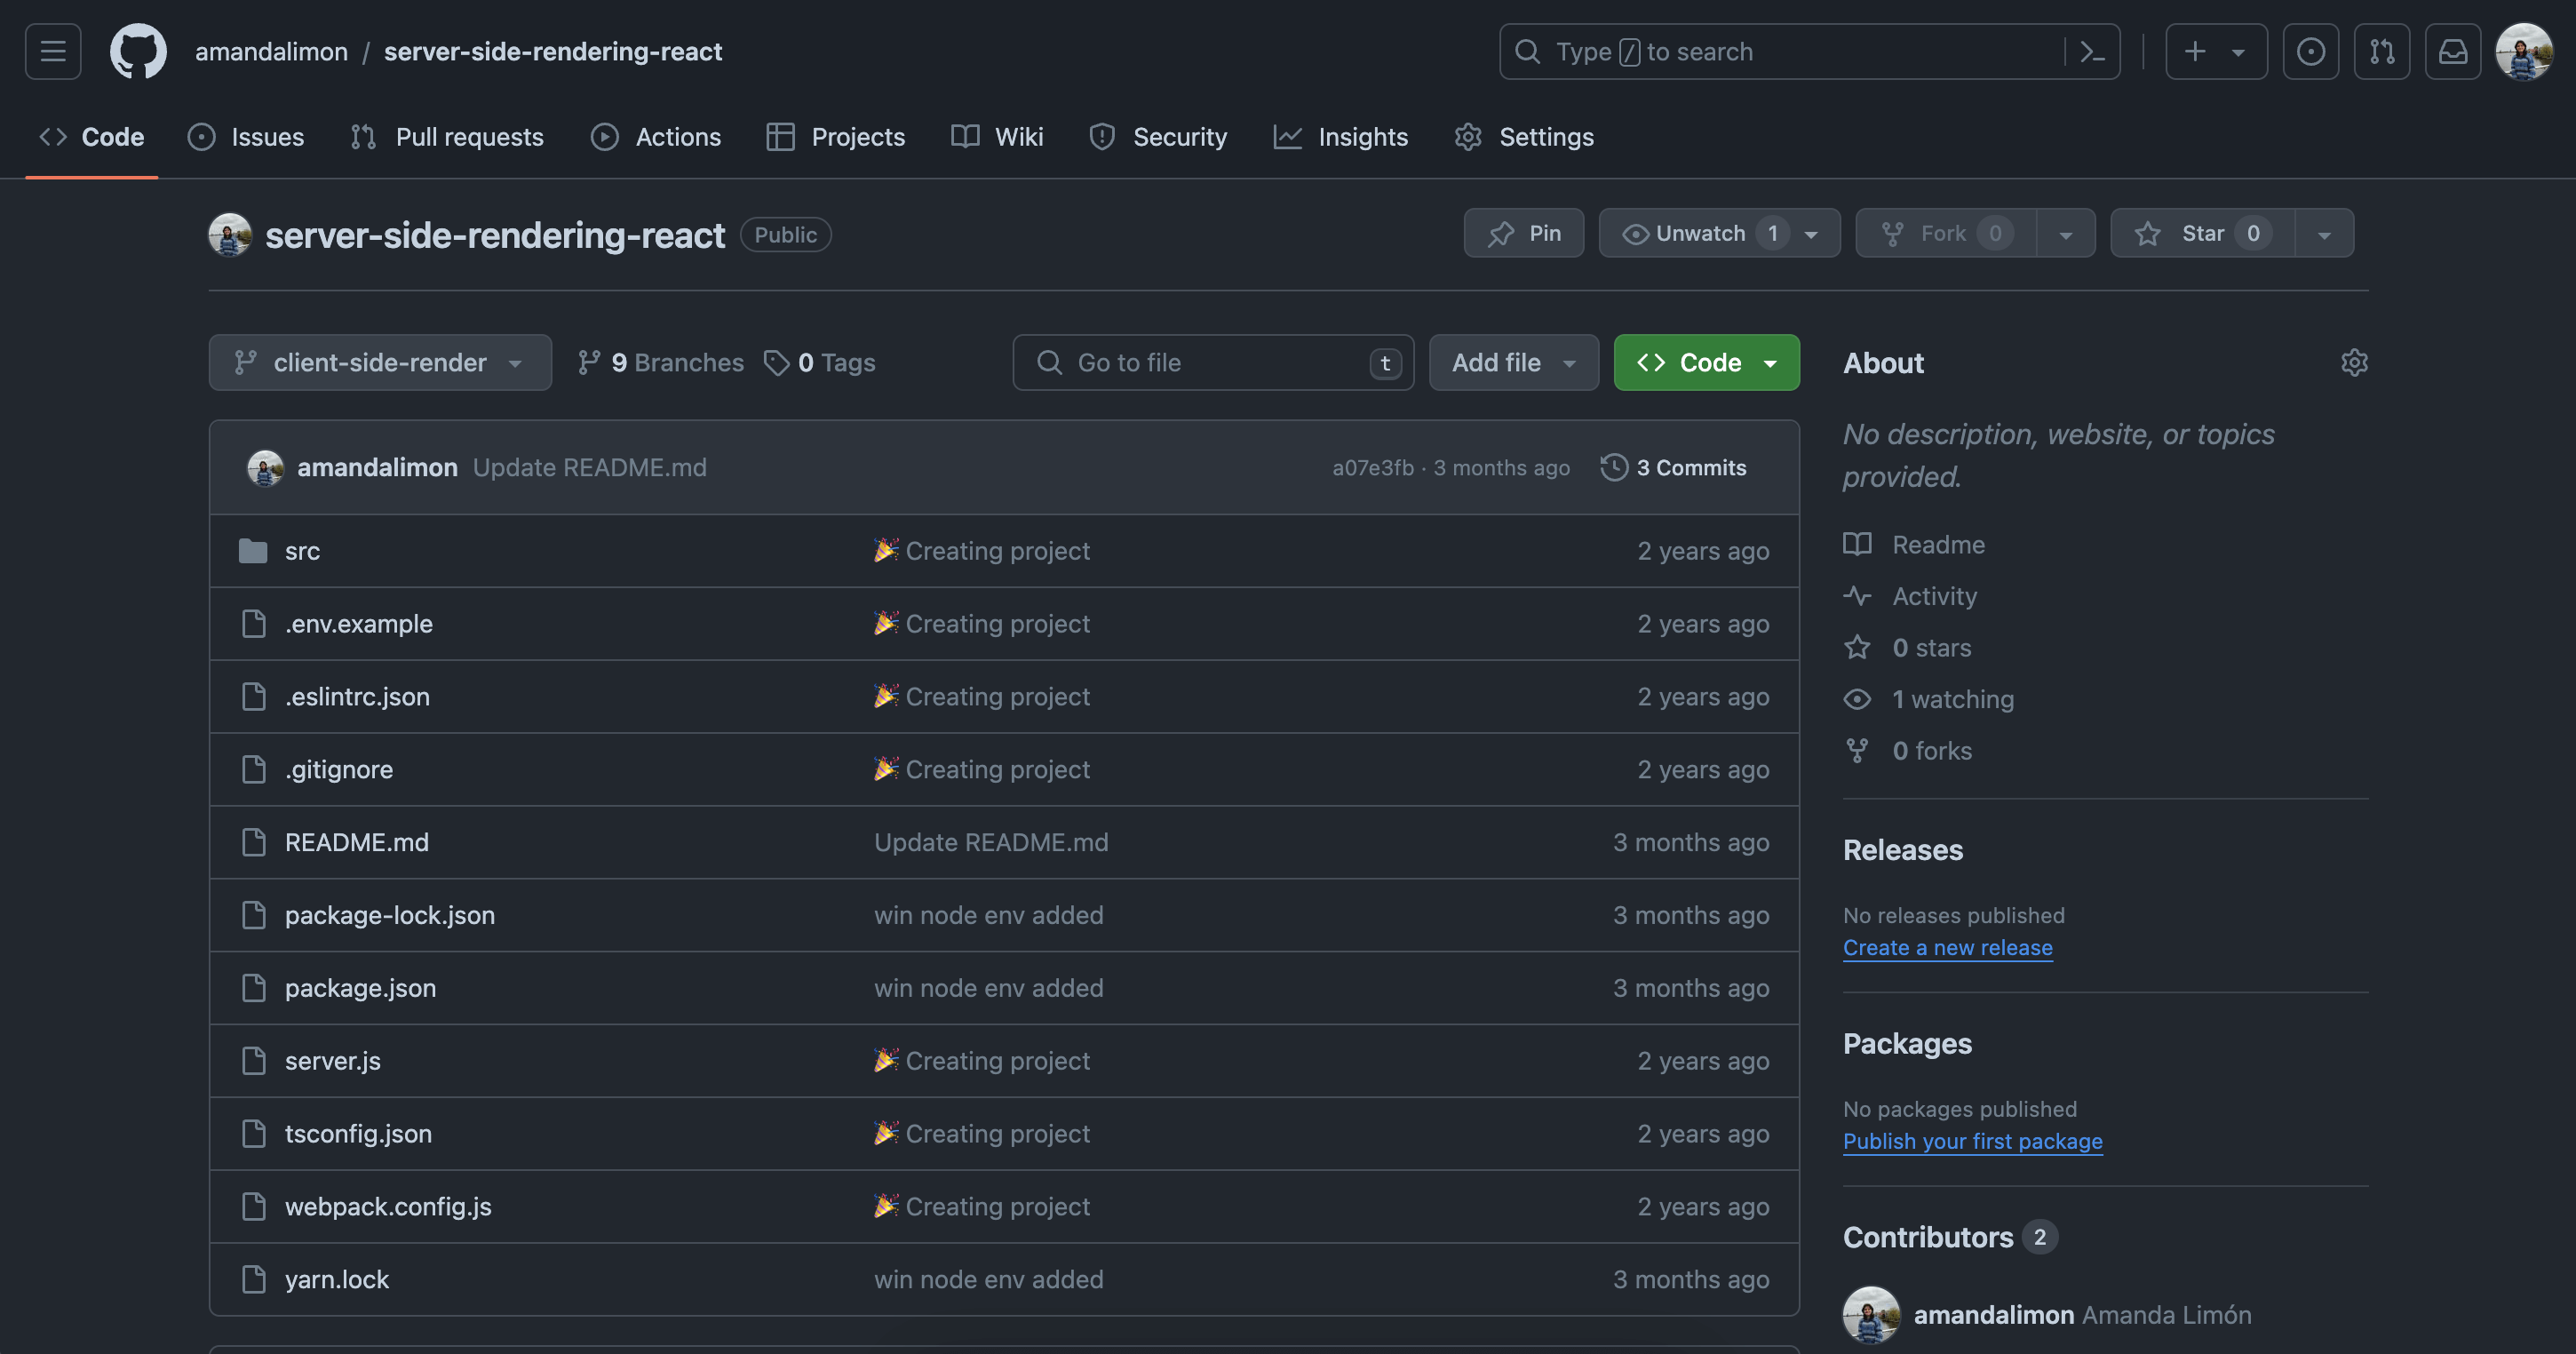 amandalimon / server-side-rendering-react
Type / to search
Code Issues Pull requests Actions Projects Wiki Security Insights Settings
server-side-rendering-react Public
Pin Unwatch 1 Fork 0 Star 0
client-side-render 9 Branches 0 Tags Go to file t Add file Code
amandalimon Update README.md a07e3fb · 3 months ago 3 Commits
src 🎉 Creating project 2 years ago
.env.example 🎉 Creating project 2 years ago
.eslintrc.json 🎉 Creating project 2 years ago
.gitignore 🎉 Creating project 2 years ago
README.md Update README.md 3 months ago
package-lock.json win node env added 3 months ago
package.json win node env added 3 months ago
server.js 🎉 Creating project 2 years ago
tsconfig.json 🎉 Creating project 2 years ago
webpack.config.js 🎉 Creating project 2 years ago
yarn.lock win node env added 3 months ago
About
No description, website, or topics
provided.
Readme
Activity
0 stars
1 watching
0 forks
Releases
No releases published
Create a new release
Packages
No packages published
Publish your first package
Contributors 2
amandalimon Amanda Limón